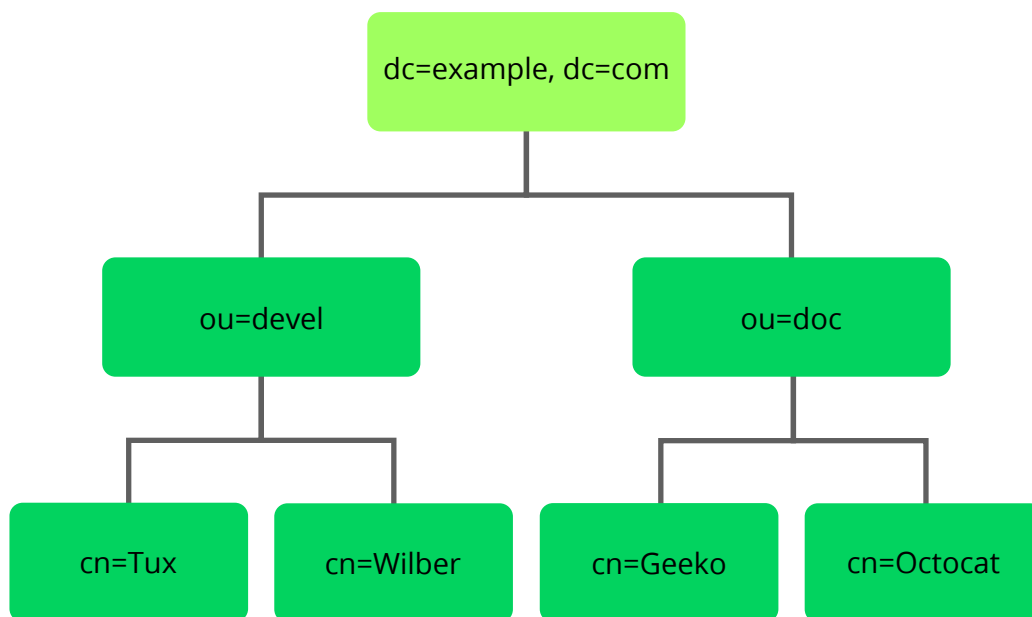 dc=example, dc=com
ou=devel
ou=doc
cn=Tux
cn=Wilber
cn=Geeko
cn=Octocat